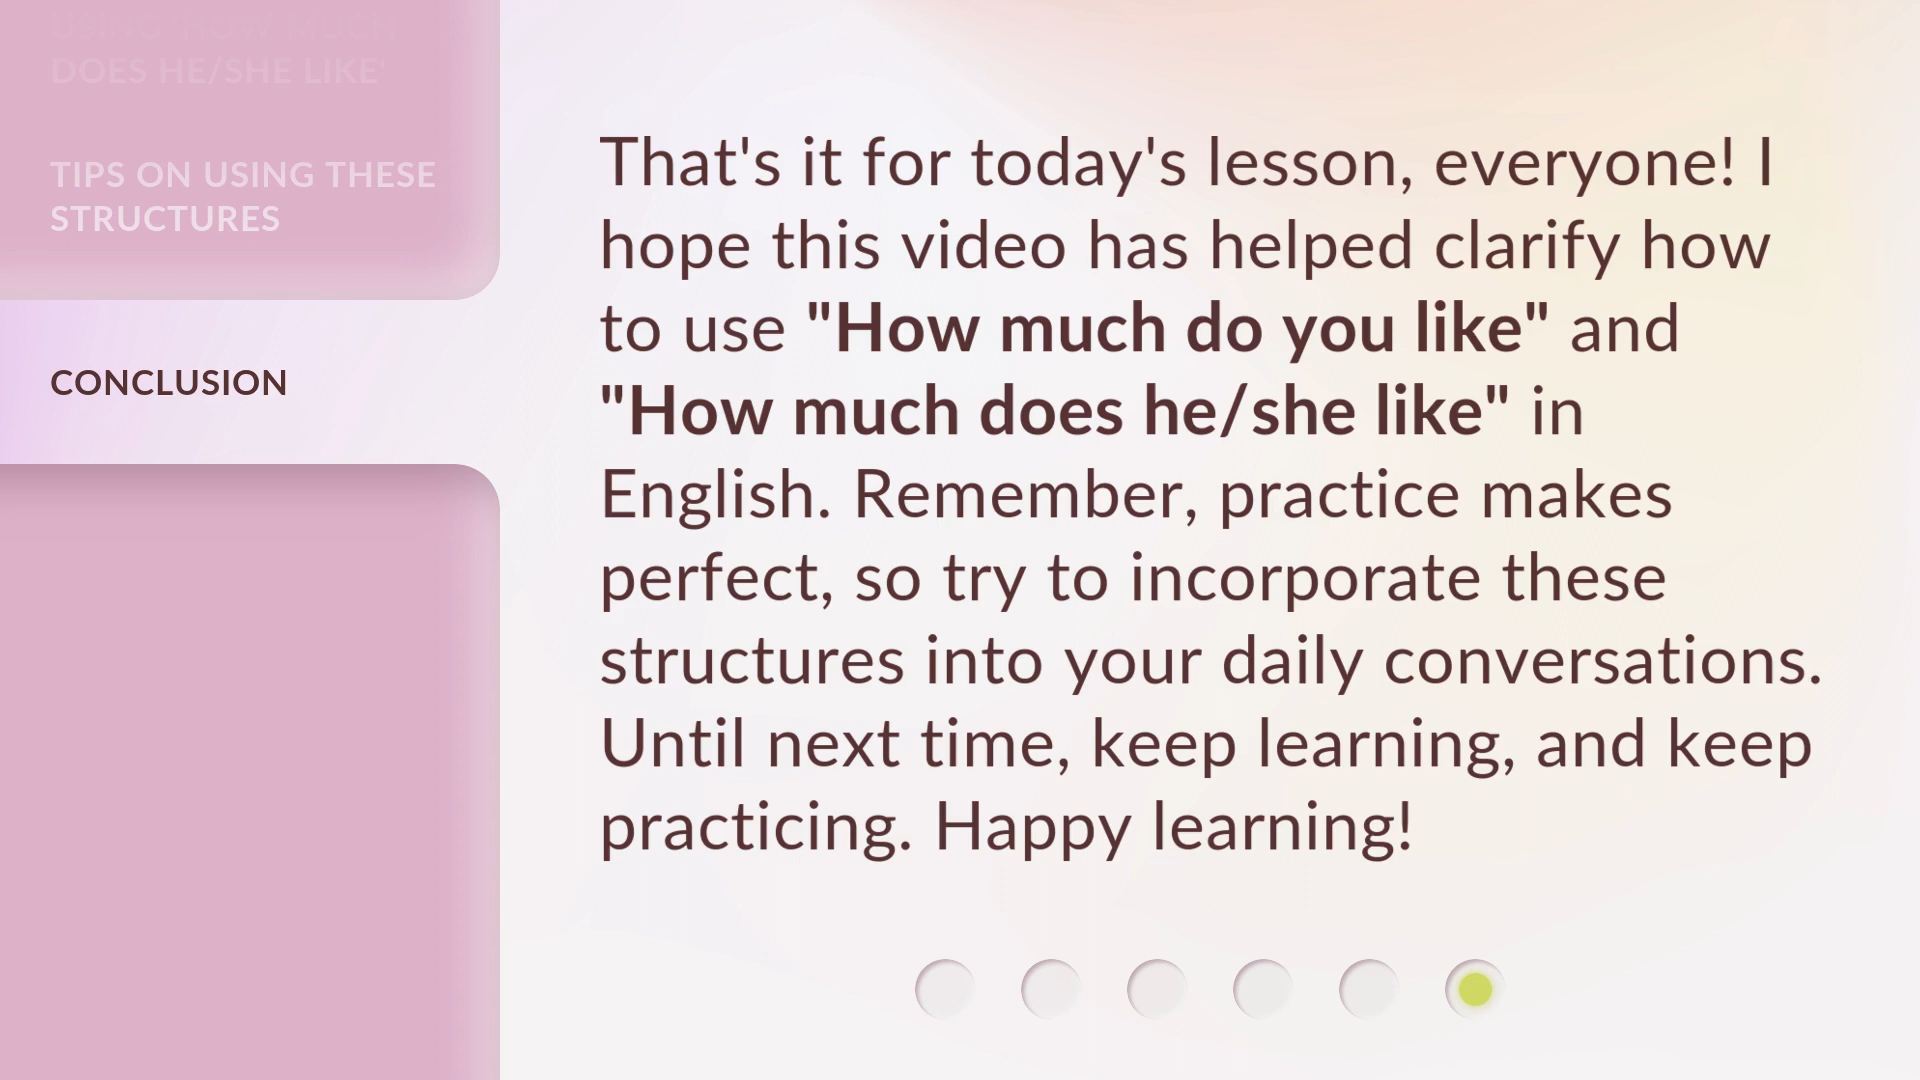 USING 'HOW MUCH
DOES HE/SHE LIKE'
TIPS ON USING THESE
STRUCTURES
CONCLUSION
That's it for today's lesson, everyone! I
hope this video has helped clarify how
to use "How much do you like" and
"How much does he/she like" in
English. Remember, practice makes
perfect, so try to incorporate these
structures into your daily conversations.
Until next time, keep learning, and keep
practicing. Happy learning!